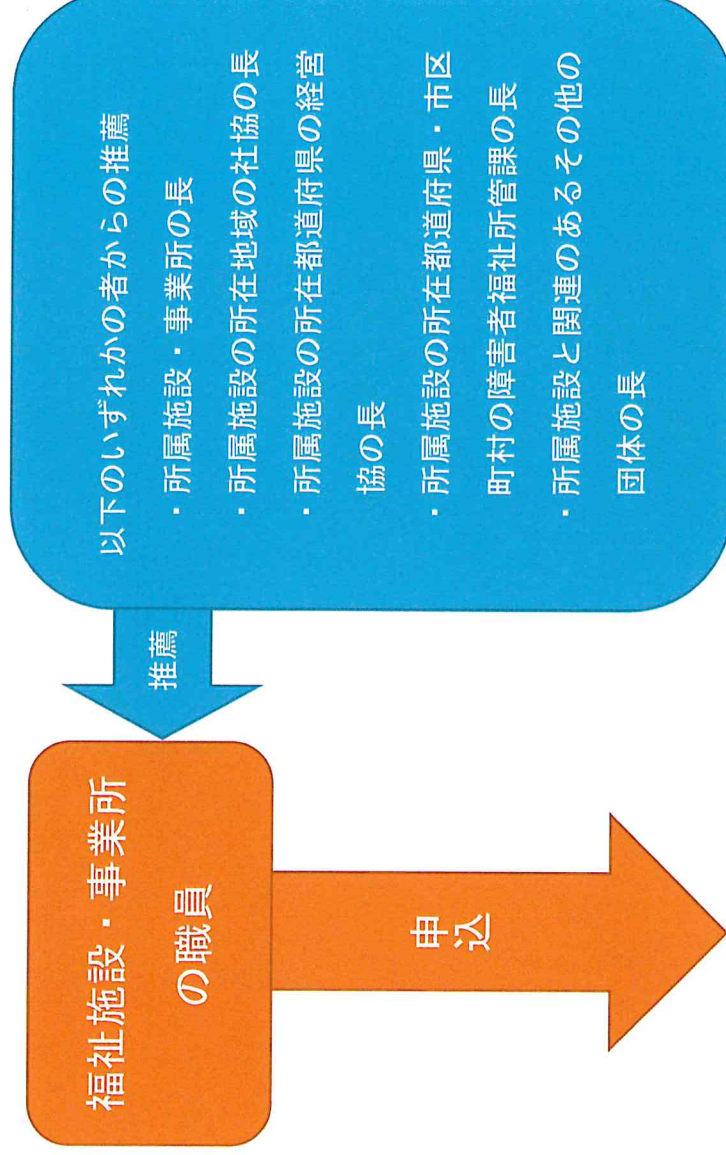 福祉施設・事業所
の職員
推薦
以下のいずれかの者からの推薦
・所属施設・事業所の長
・所属施設の所在地域の社協の長
・所属施設の所在都道府県の経営
協の長
・所属施設の所在都道府県・市区
町村の障害者福祉所管課の長
・所属施設と関連のあるその他の
団体の長
申込